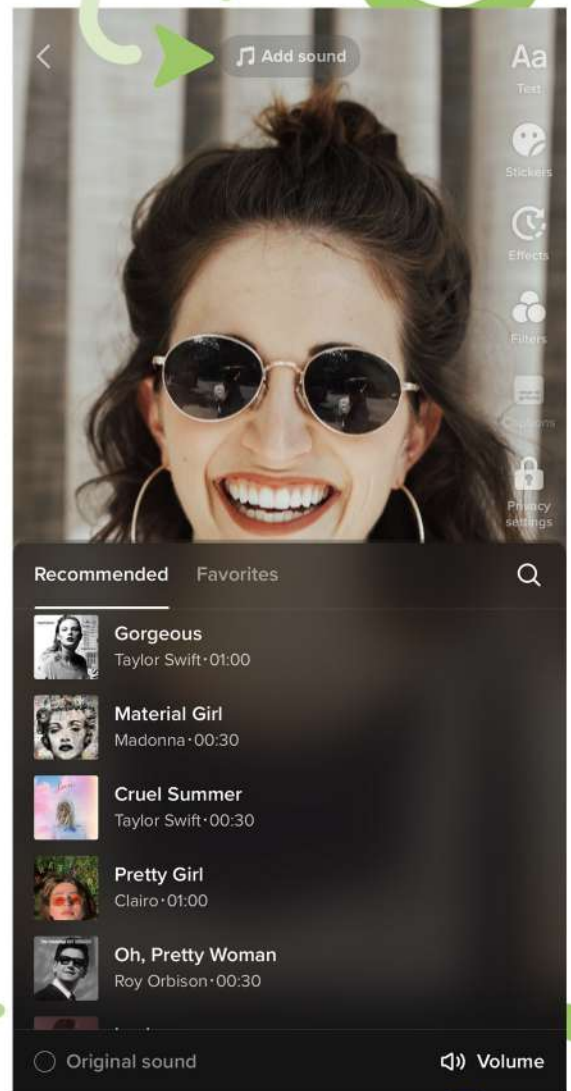 Add sound
Aa
Text
Stickers
Effects
Filters
Captions
Privacy
settings
Recommended
Favorites
Gorgeous
Taylor Swift·01:00
Material Girl
Madonna·00:30
Cruel Summer
Taylor Swift·00:30
Pretty Girl
Clairo·01:00
Oh, Pretty Woman
Roy Orbison·00:30
Original sound
Volume